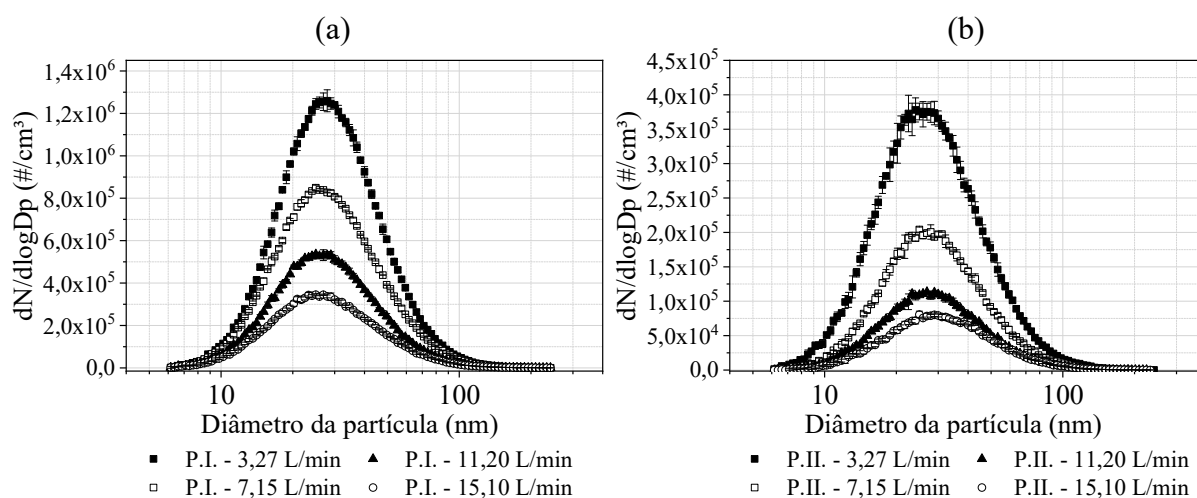 (a)
dN/dlogDp (#/cm³)
1,4x10⁶
1,2x10⁶
1,0x10⁶
8,0x10⁵
6,0x10⁵
4,0x10⁵
2,0x10⁵
0,0
10 100
Diâmetro da partícula (nm)
P.I. - 3,27 L/min P.I. - 11,20 L/min
P.I. - 7,15 L/min P.I. - 15,10 L/min
(b)
dN/dlogDp (#/cm³)
4,5x10⁵
4,0x10⁵
3,5x10⁵
3,0x10⁵
2,5x10⁵
2,0x10⁵
1,5x10⁵
1,0x10⁵
5,0x10⁴
0,0
10 100
Diâmetro da partícula (nm)
P.II. - 3,27 L/min P.II. - 11,20 L/min
P.II. - 7,15 L/min P.II. - 15,10 L/min